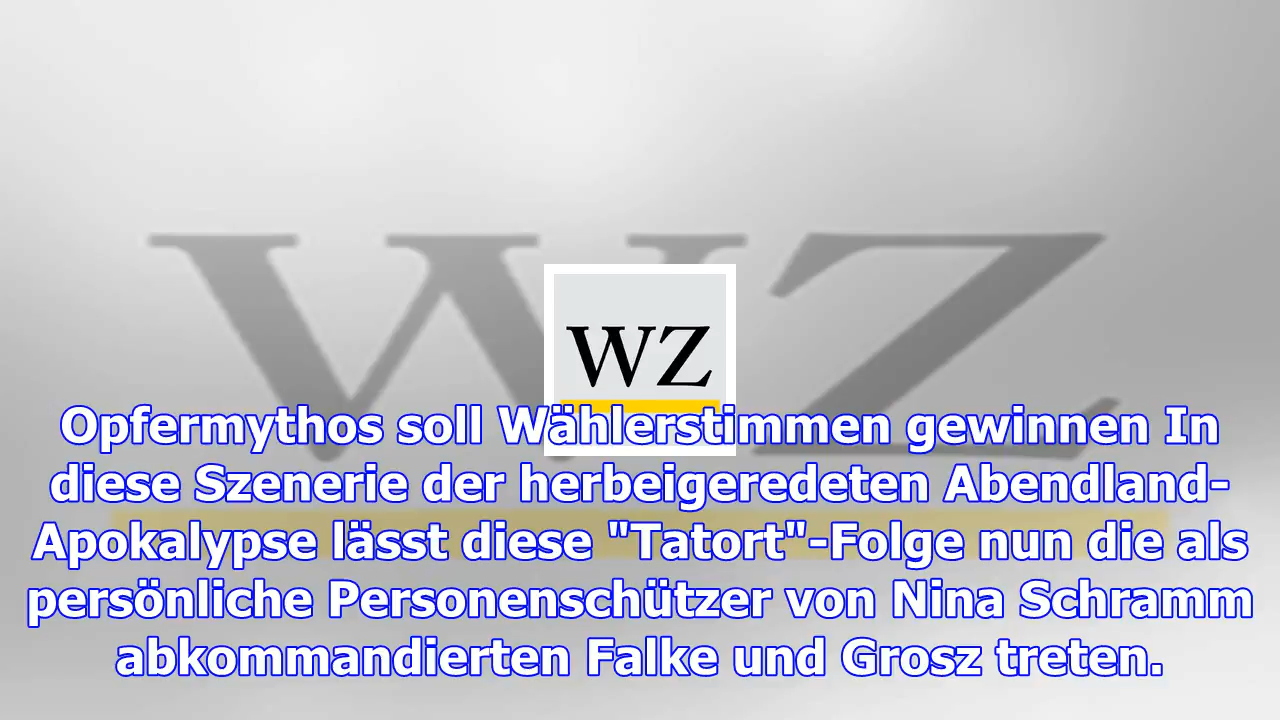 WZ
WZ
Opfermythos soll Wählerstimmen gewinnen In
diese Szenerie der herbeigeredeten Abendland-
Apokalypse lässt diese "Tatort"-Folge nun die als
persönliche Personenschützer von Nina Schramm
abkommandierten Falke und Grosz treten.